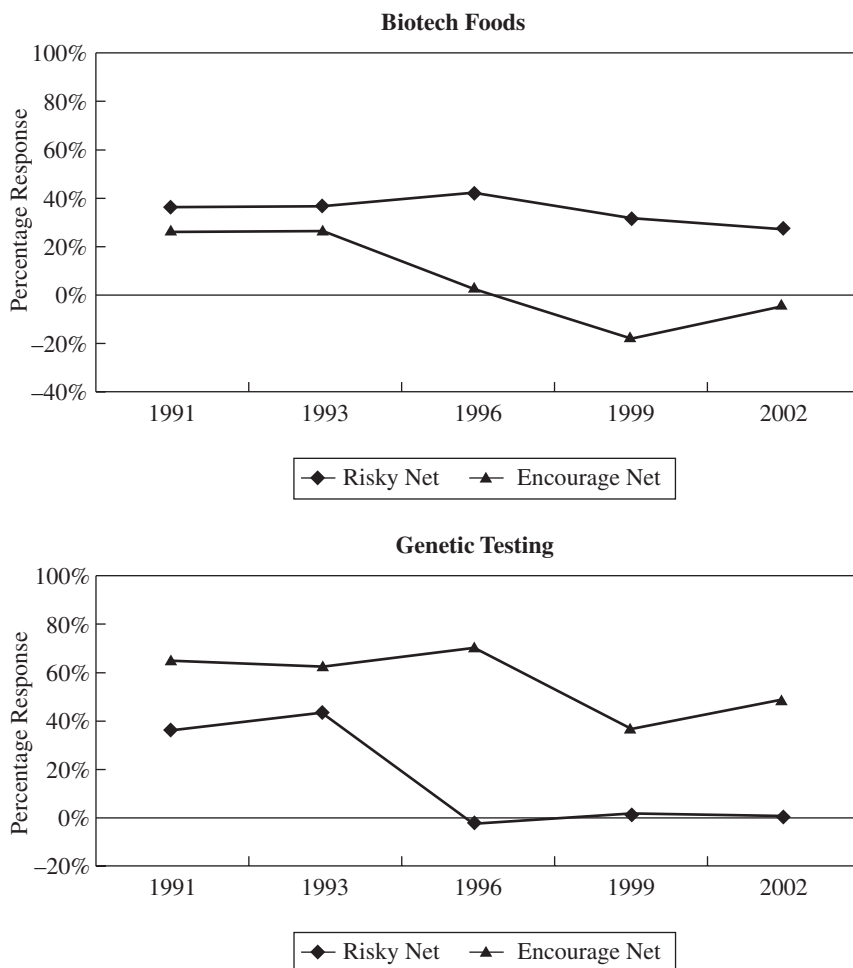 Biotech Foods
100%
80%
60%
40%
20%
0%
–20%
–40%
Percentage Response
1991 1993 1996 1999 2002
Risky Net Encourage Net
Genetic Testing
100%
80%
60%
40%
20%
0%
–20%
Percentage Response
1991 1993 1996 1999 2002
Risky Net Encourage Net